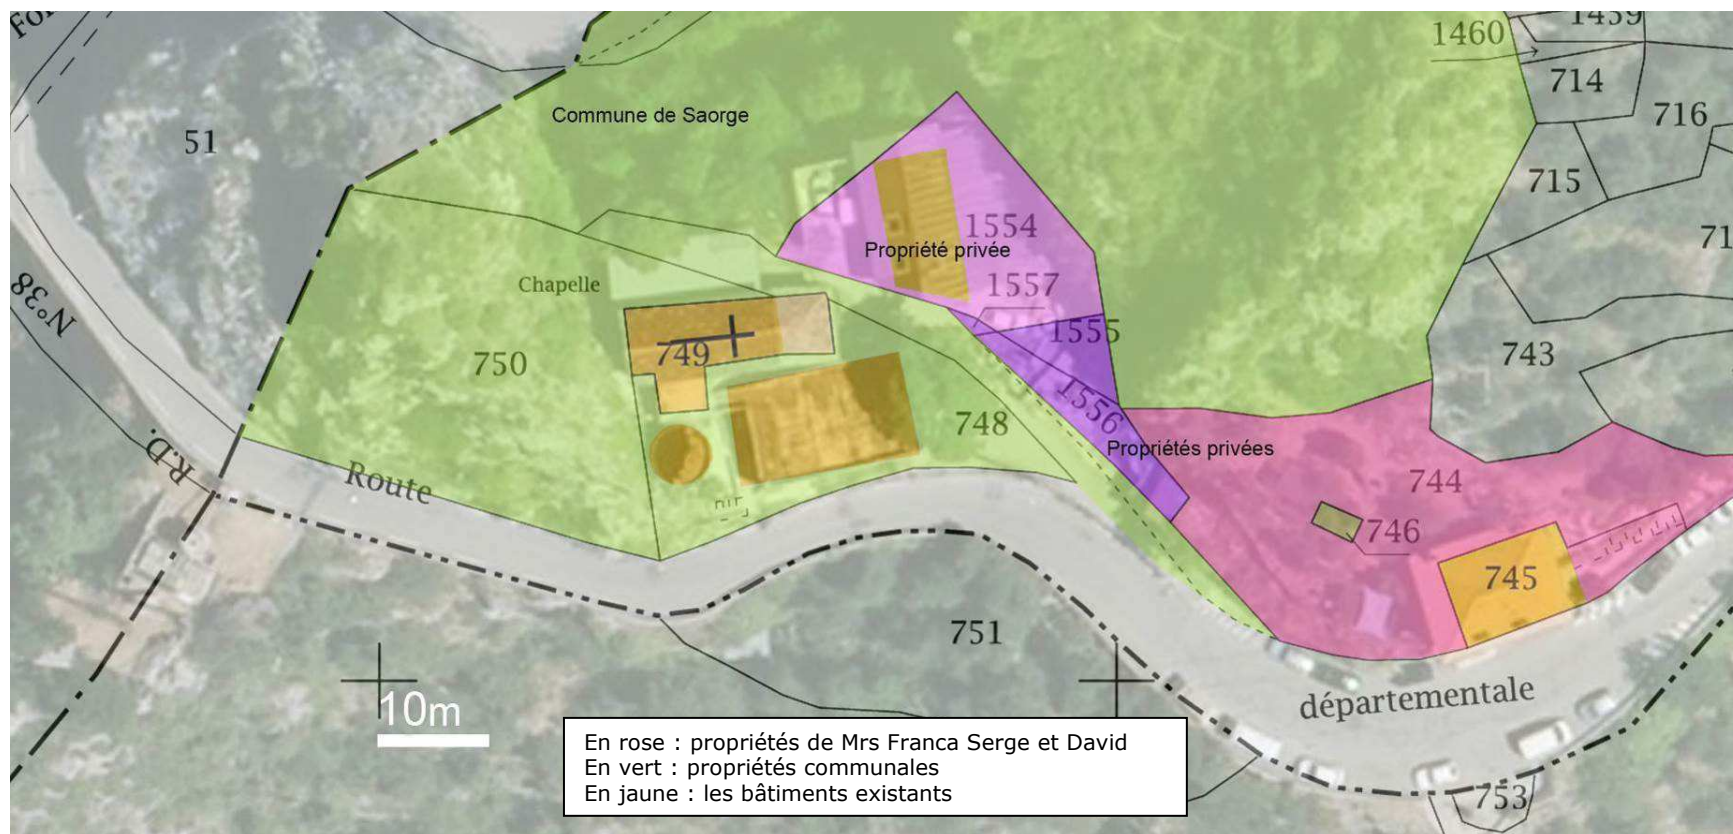 1459
1460
714
716
51
Commune de Saorge
715
1554
Propriété privée
71
1557
Chapelle
N°38
1555
749
750
743
1556
748
Propriétés privées
R.D.
Route
744
746
745
751
départementale
10m
753
En rose : propriétés de Mrs Franca Serge et David
En vert : propriétés communales
En jaune : les bâtiments existants